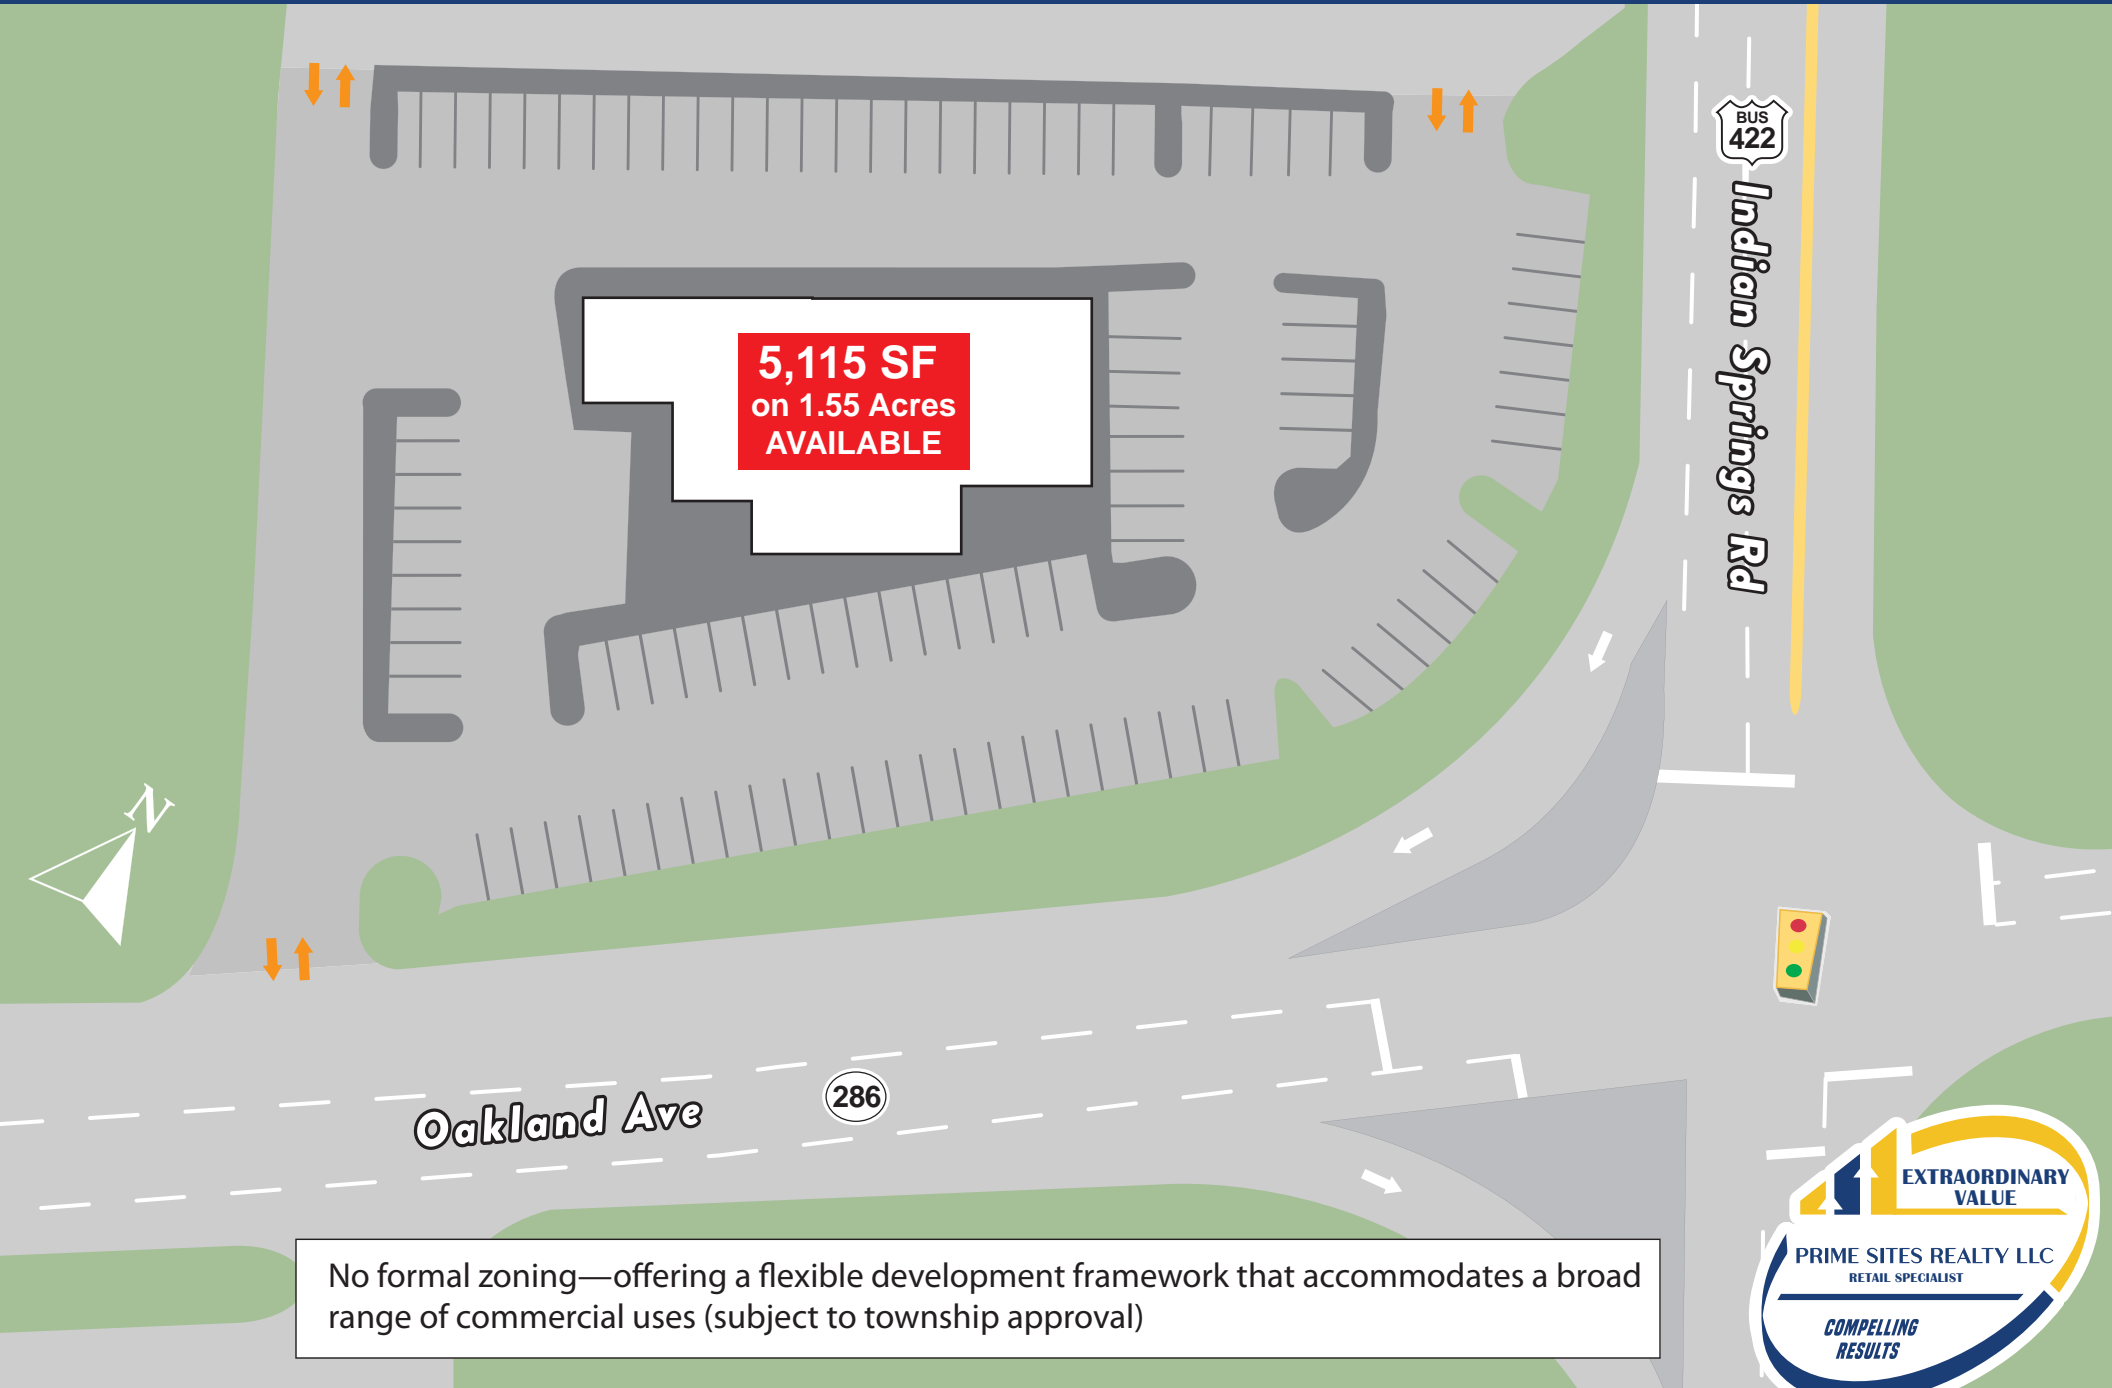 BUS
422
Indian Springs Rd
5,115 SF
on 1.55 Acres
AVAILABLE
N
286
Oakland Ave
EXTRAORDINARY
VALUE
PRIME SITES REALTY LLC
RETAIL SPECIALIST
COMPELLING
RESULTS
No formal zoning—offering a flexible development framework that accommodates a broad
range of commercial uses (subject to township approval)